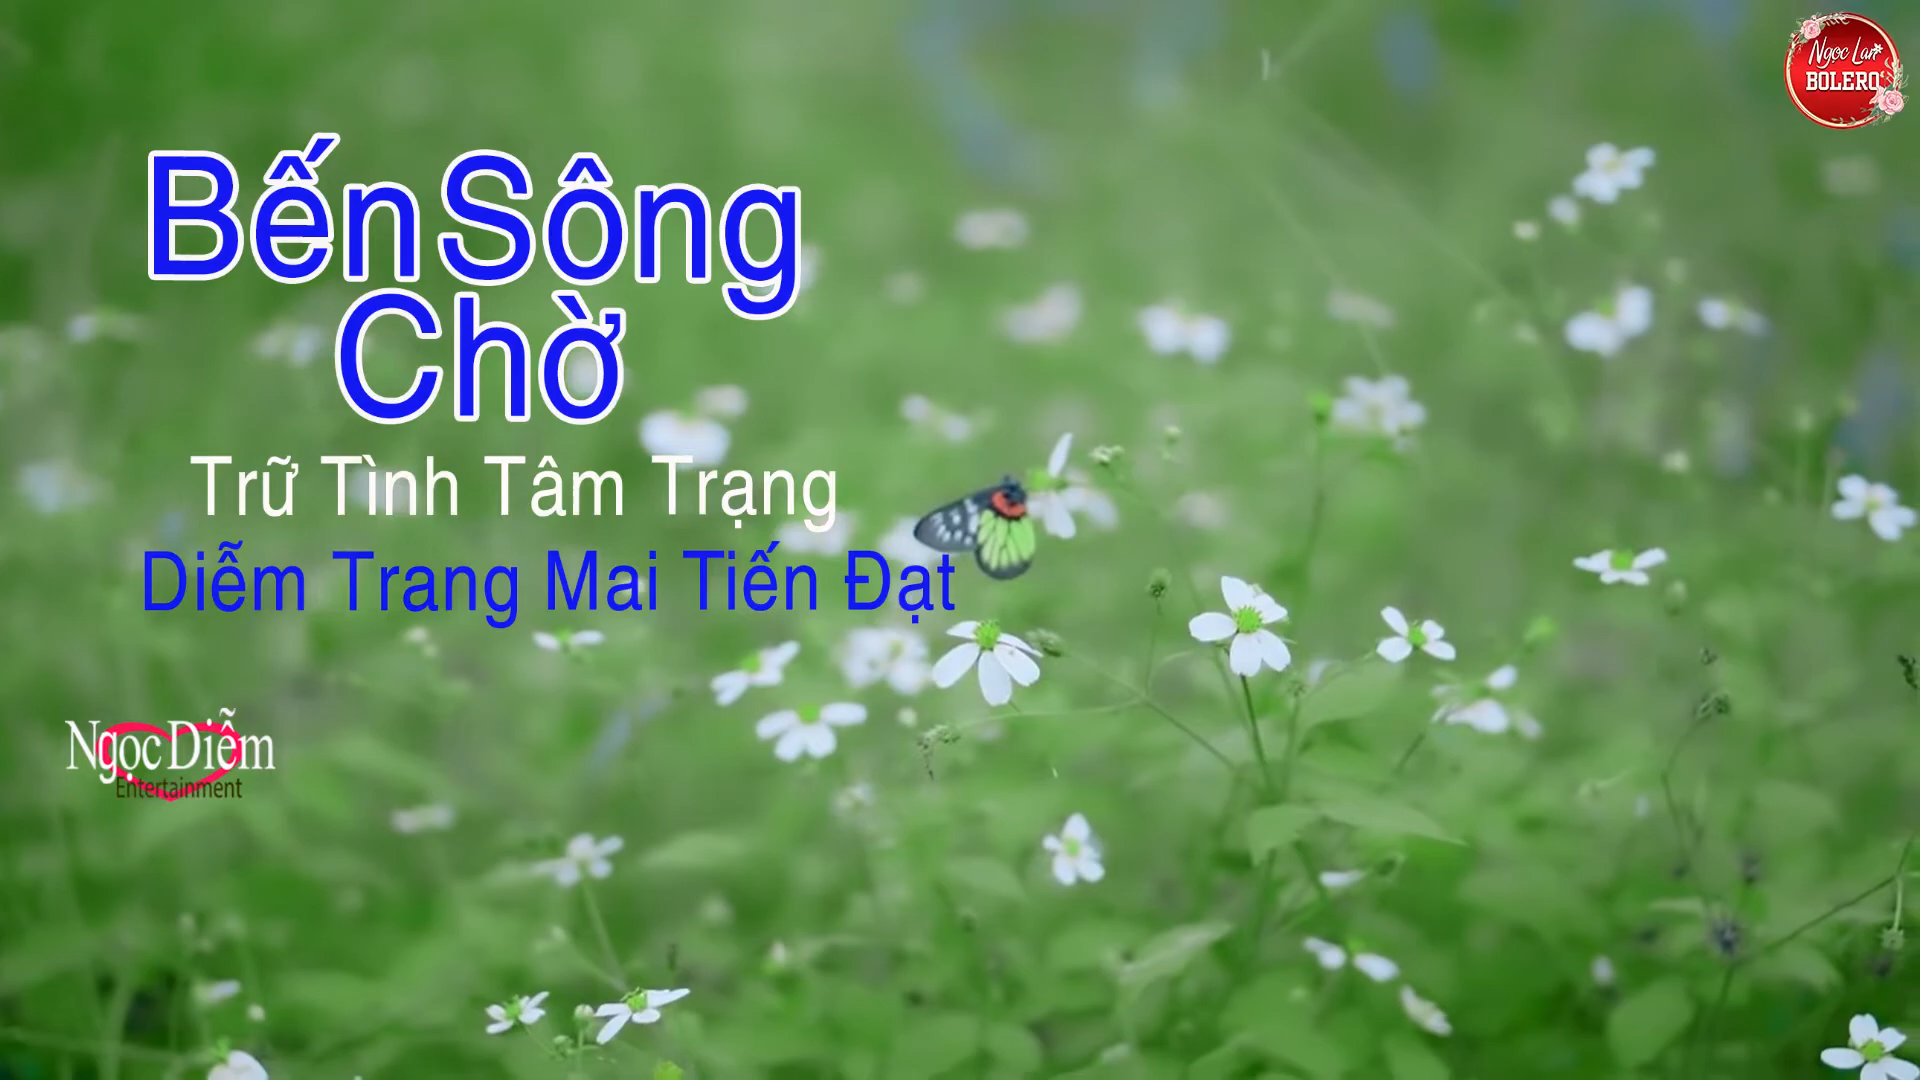 Ngọc Lan
BOLERO
Bến Sông
Chờ
Trữ Tình Tâm Trạng
Diễm Trang Mai Tiến Đạt
Ngọc Diễm
Entertainment